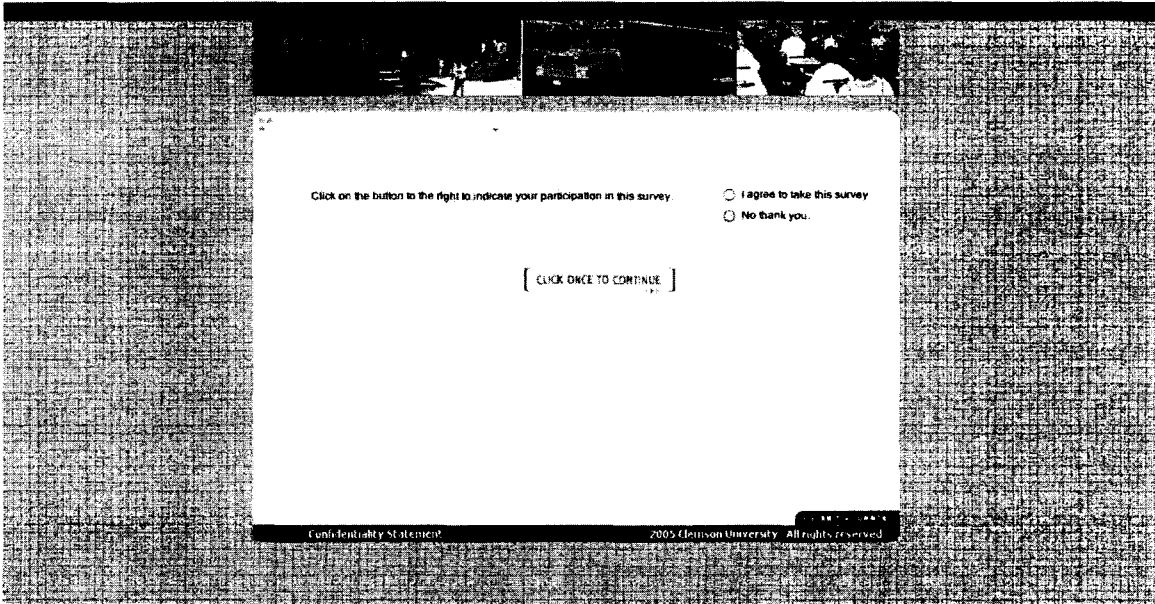 Click on the button to the right to indicate your participation in this survey.
I agree to take this survey
No thank you.
[ CLICK ONCE TO CONTINUE ]
Confidentiality Statement
2005 Clemson University All rights reserved